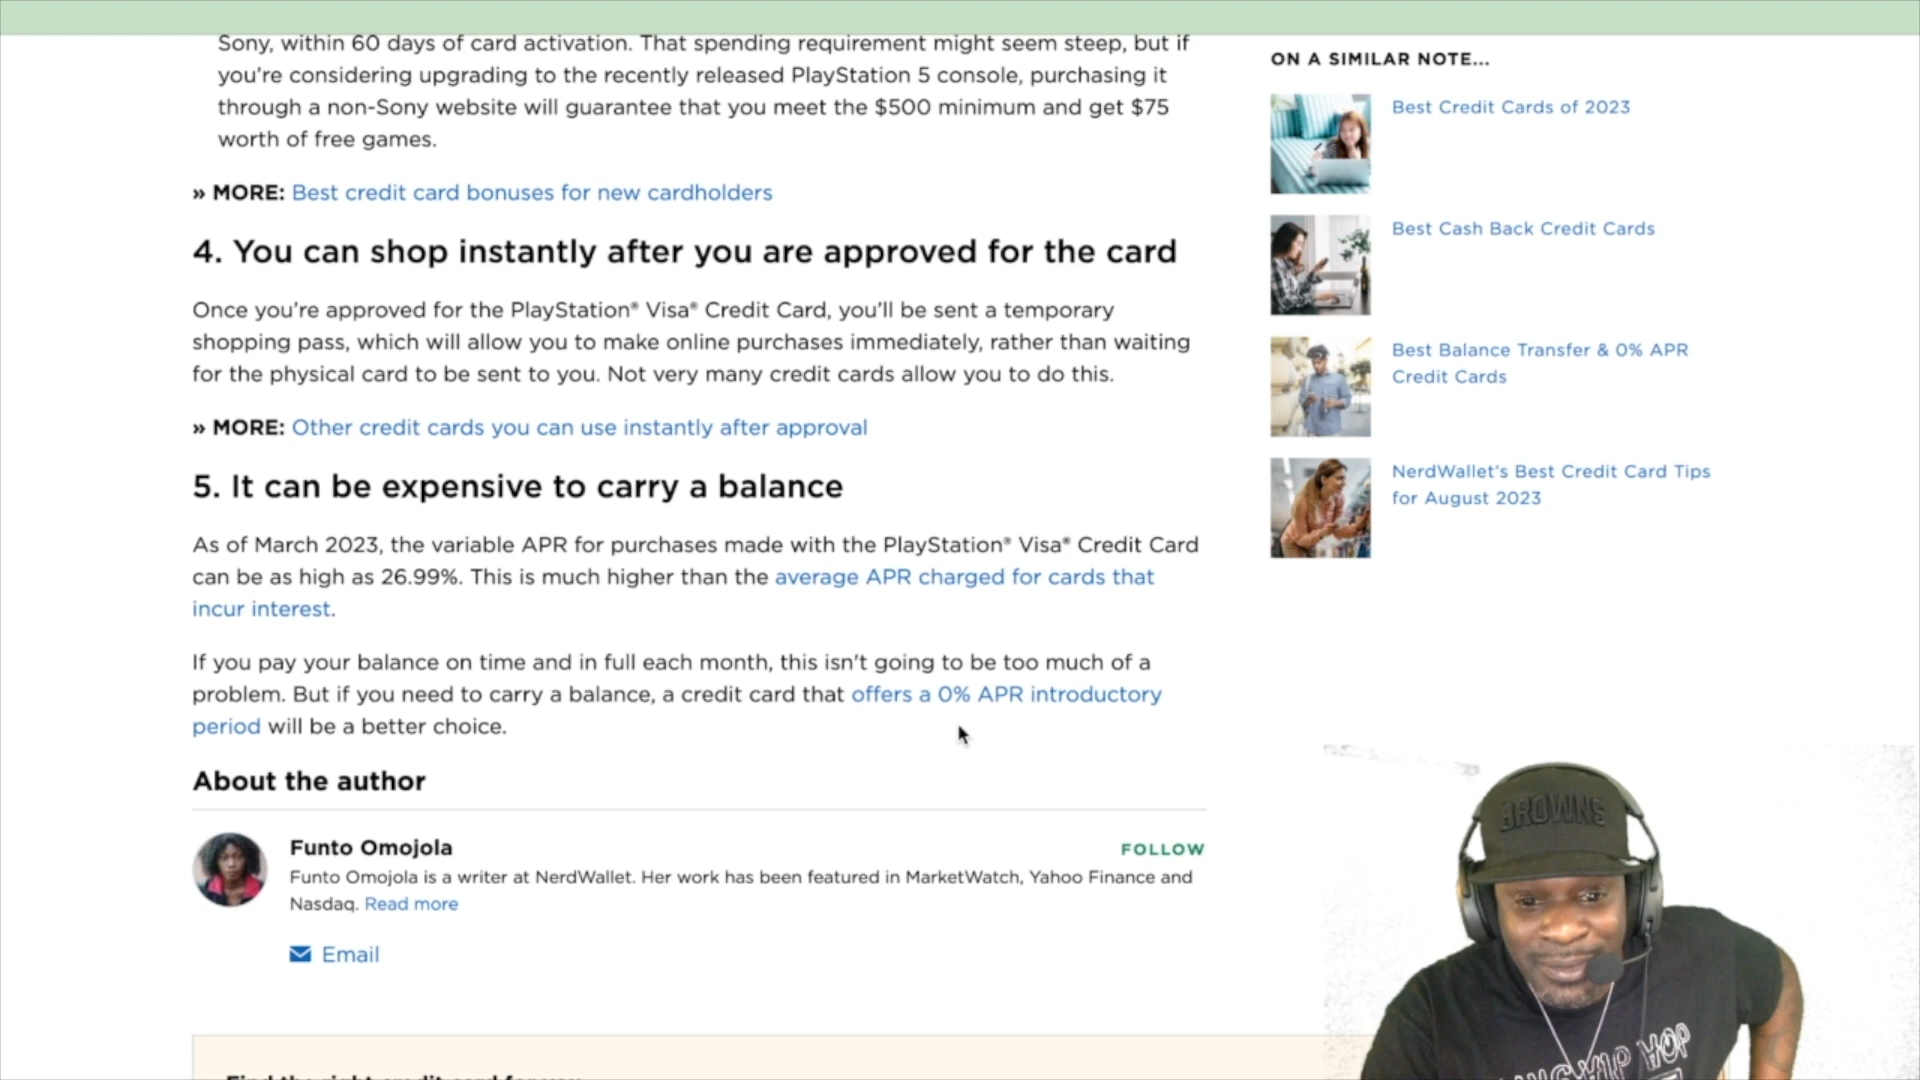 Sony, within 60 days of card activation. That spending requirement might seem steep, but if
you’re considering upgrading to the recently released PlayStation 5 console, purchasing it
through a non-Sony website will guarantee that you meet the $500 minimum and get $75
worth of free games.
» MORE: Best credit card bonuses for new cardholders
4. You can shop instantly after you are approved for the card
Once you’re approved for the PlayStation® Visa® Credit Card, you’ll be sent a temporary
shopping pass, which will allow you to make online purchases immediately, rather than waiting
for the physical card to be sent to you. Not very many credit cards allow you to do this.
» MORE: Other credit cards you can use instantly after approval
5. It can be expensive to carry a balance
As of March 2023, the variable APR for purchases made with the PlayStation® Visa® Credit Card
can be as high as 26.99%. This is much higher than the average APR charged for cards that
incur interest.
If you pay your balance on time and in full each month, this isn't going to be too much of a
problem. But if you need to carry a balance, a credit card that offers a 0% APR introductory
period will be a better choice.
About the author
Funto Omojola
FOLLOW
Funto Omojola is a writer at NerdWallet. Her work has been featured in MarketWatch, Yahoo Finance and
Nasdaq. Read more
Email
ON A SIMILAR NOTE...
Best Credit Cards of 2023
Best Cash Back Credit Cards
Best Balance Transfer & 0% APR
Credit Cards
NerdWallet's Best Credit Card Tips
for August 2023
BROWNS
HIP HOP